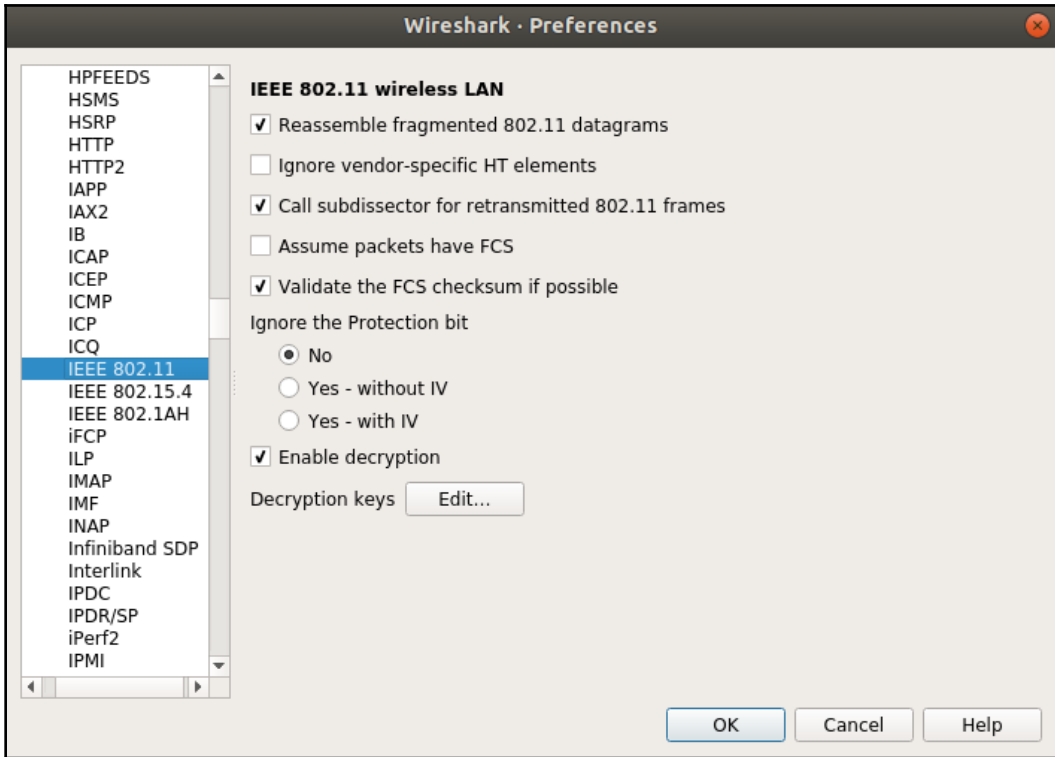 Wireshark · Preferences
HPFEEDS
HSMS
HSRP
HTTP
HTTP2
IAPP
IAX2
IB
ICAP
ICEP
ICMP
ICP
ICQ
IEEE 802.11
IEEE 802.15.4
IEEE 802.1AH
iFCP
ILP
IMAP
IMF
INAP
Infiniband SDP
Interlink
IPDC
IPDR/SP
iPerf2
IPMI
IEEE 802.11 wireless LAN
Reassemble fragmented 802.11 datagrams
Ignore vendor-specific HT elements
Call subdissector for retransmitted 802.11 frames
Assume packets have FCS
Validate the FCS checksum if possible
Ignore the Protection bit
No
Yes - without IV
Yes - with IV
Enable decryption
Decryption keys Edit...
OK Cancel Help